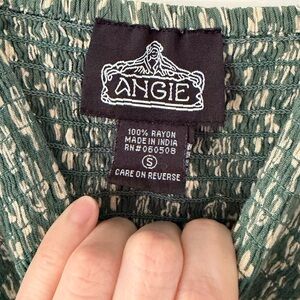 ANGIE
100% RAYON
MADE IN INDIA
RN#060508
S
CARE ON REVERSE